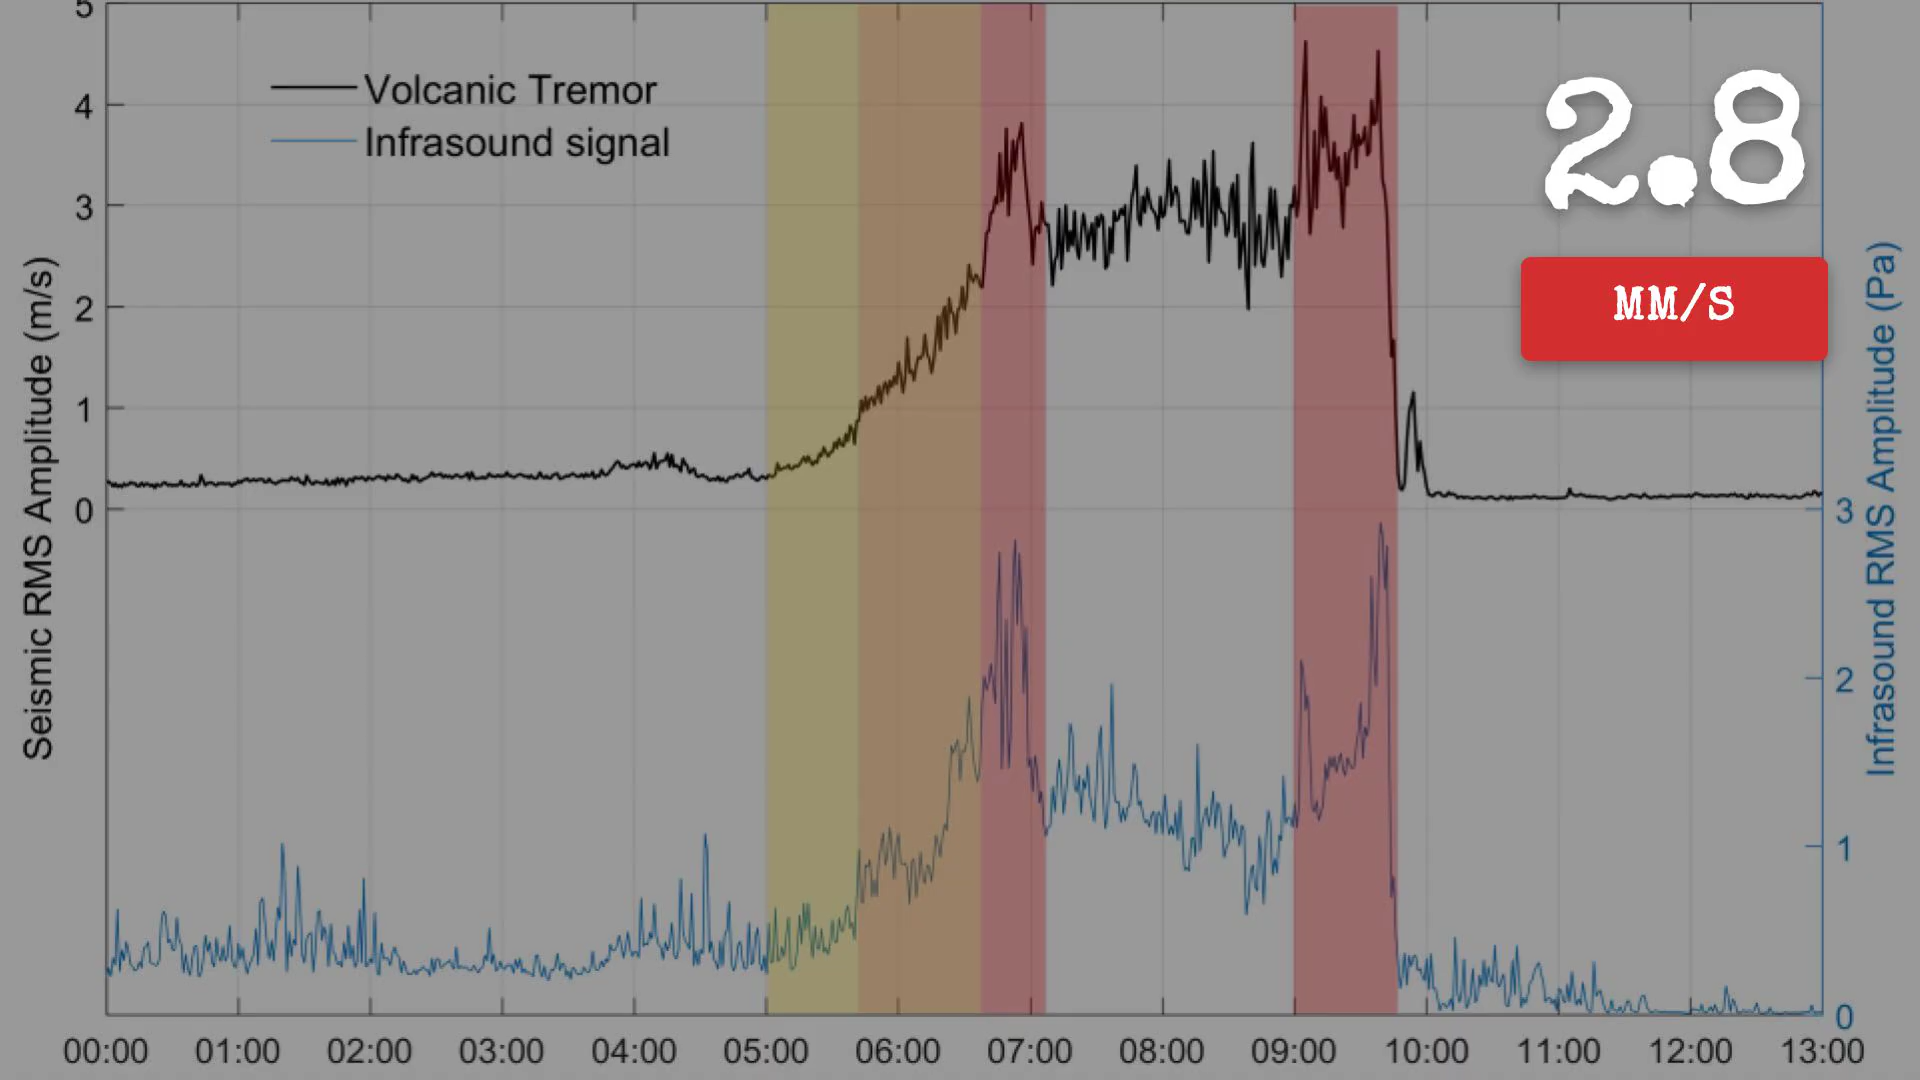 5
4
3
2
1
0
Seismic RMS Amplitude (m/s)
Volcanic Tremor
Infrasound signal
2.8
MM/S
3
2
1
0
Infrasound RMS Amplitude (Pa)
00:00 01:00 02:00 03:00 04:00 05:00 06:00 07:00 08:00 09:00 10:00 11:00 12:00 13:00